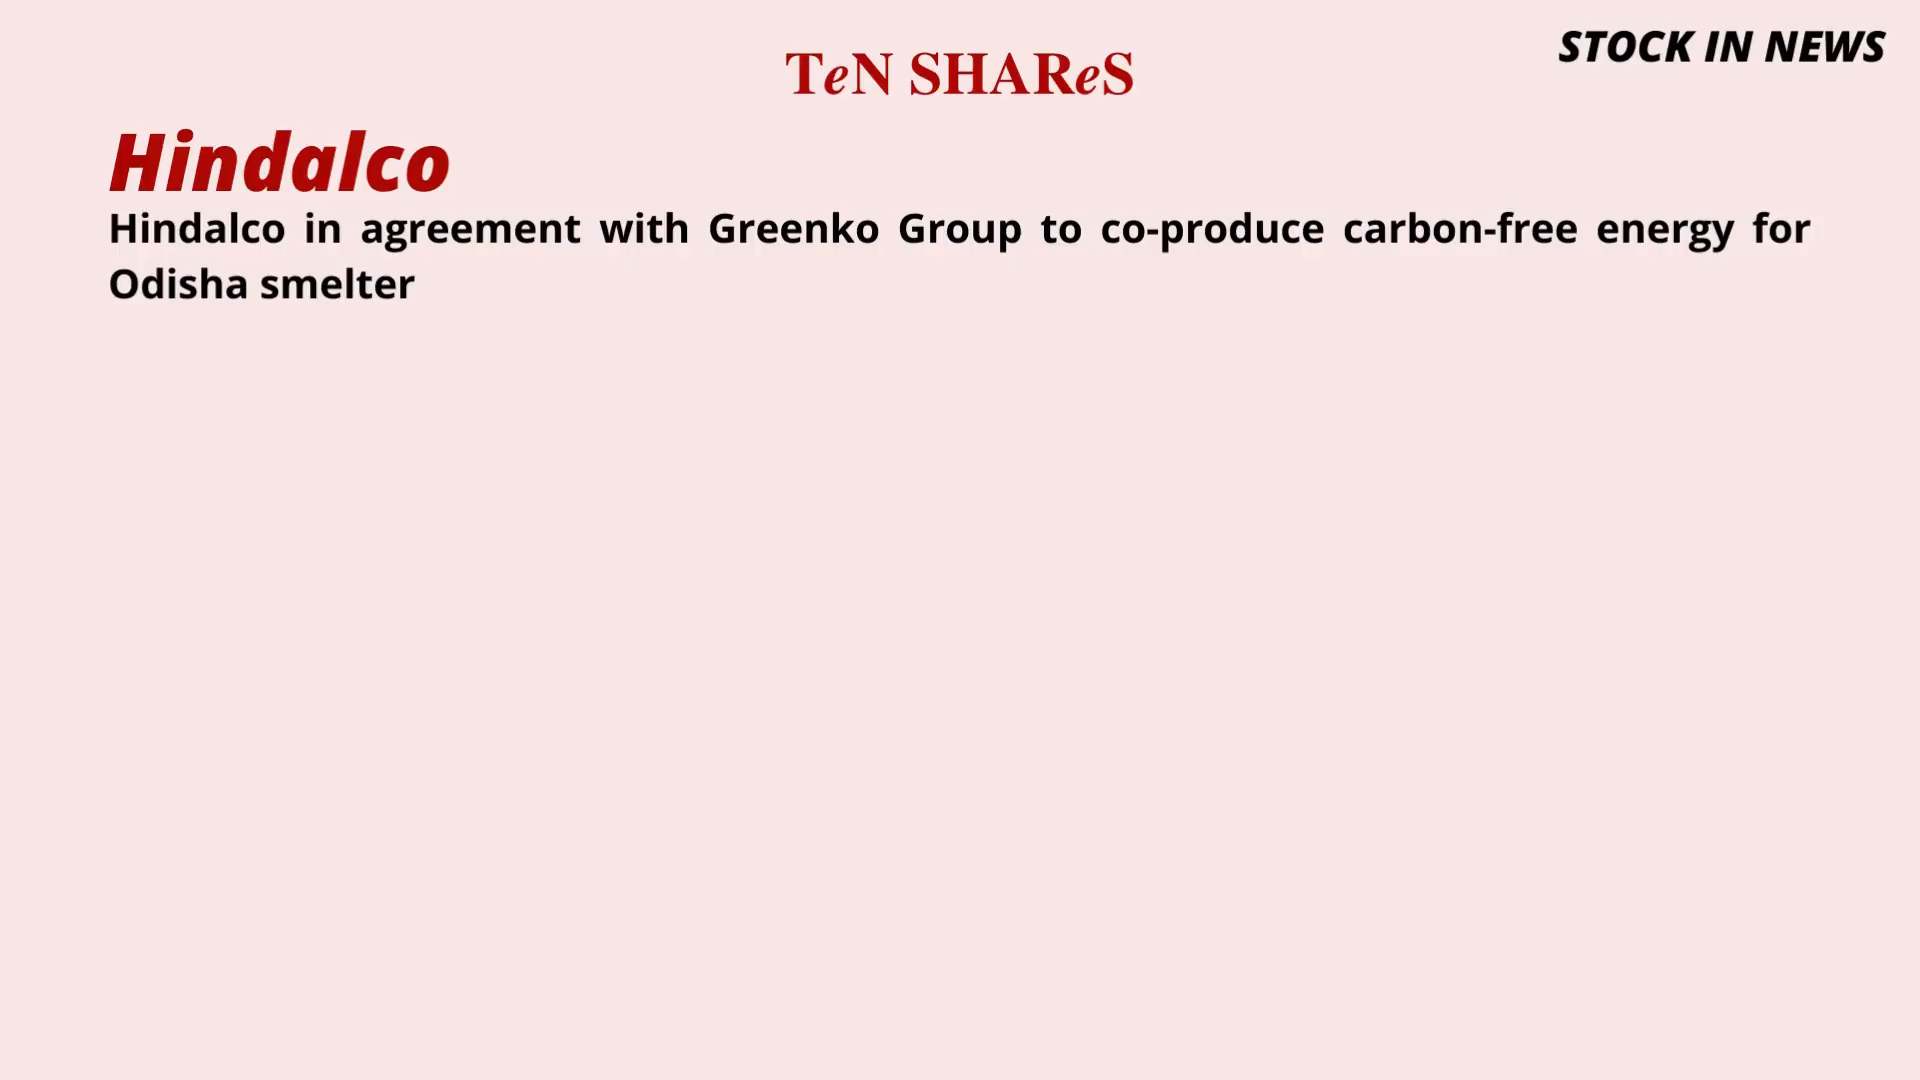 STOCK IN NEWS
TeN SHAReS
Hindalco
Hindalco in agreement with Greenko Group to co-produce carbon-free energy for
Odisha smelter